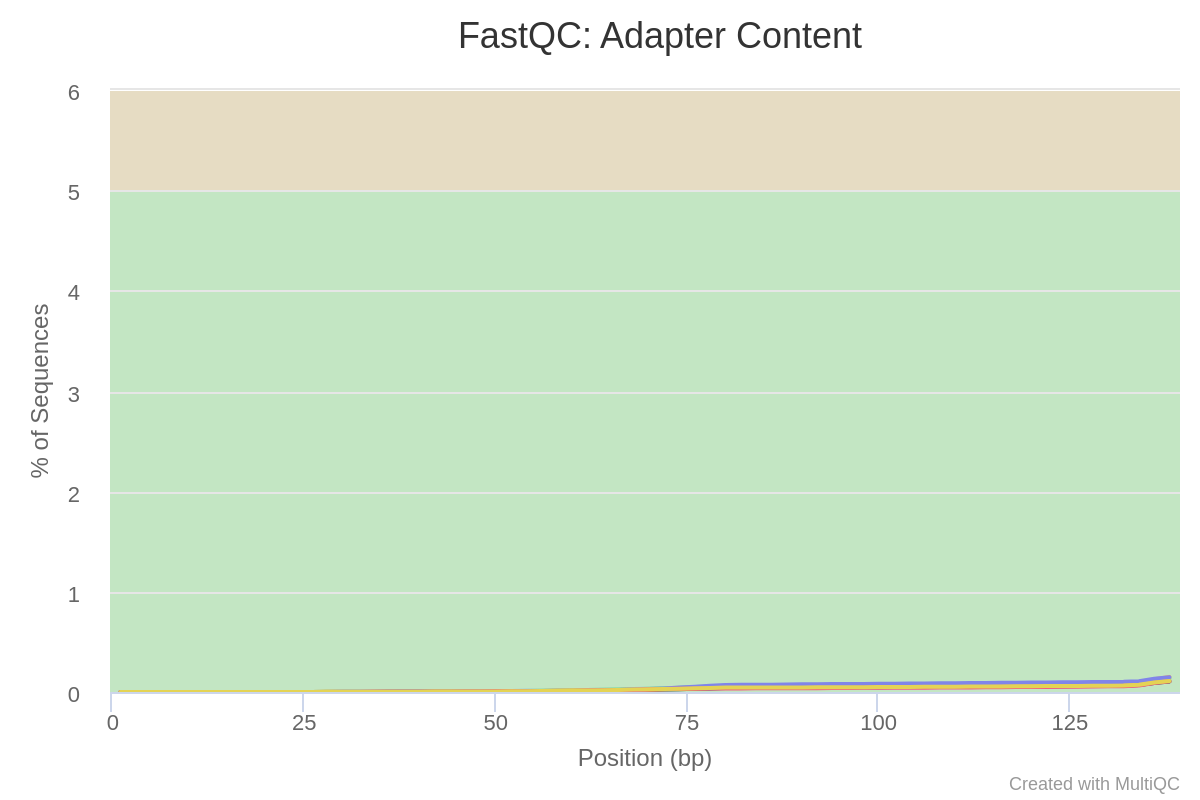 FastQC: Adapter Content
6
5
4
3
2
1
0
% of Sequences
0 25 50 75 100 125
Position (bp)
Created with MultiQC